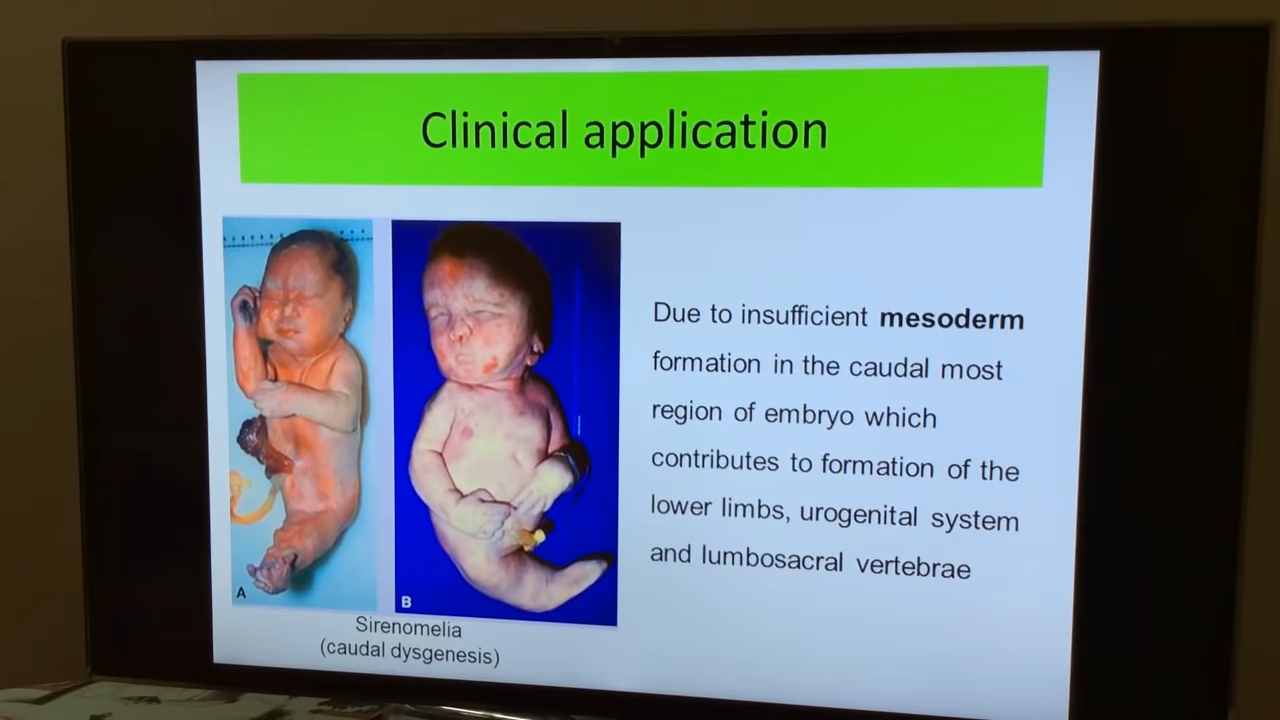 Clinical application
Due to insufficient mesoderm
formation in the caudal most
region of embryo which
contributes to formation of the
lower limbs, urogenital system
and lumbosacral vertebrae
A
B
Sirenomelia
(caudal dysgenesis)